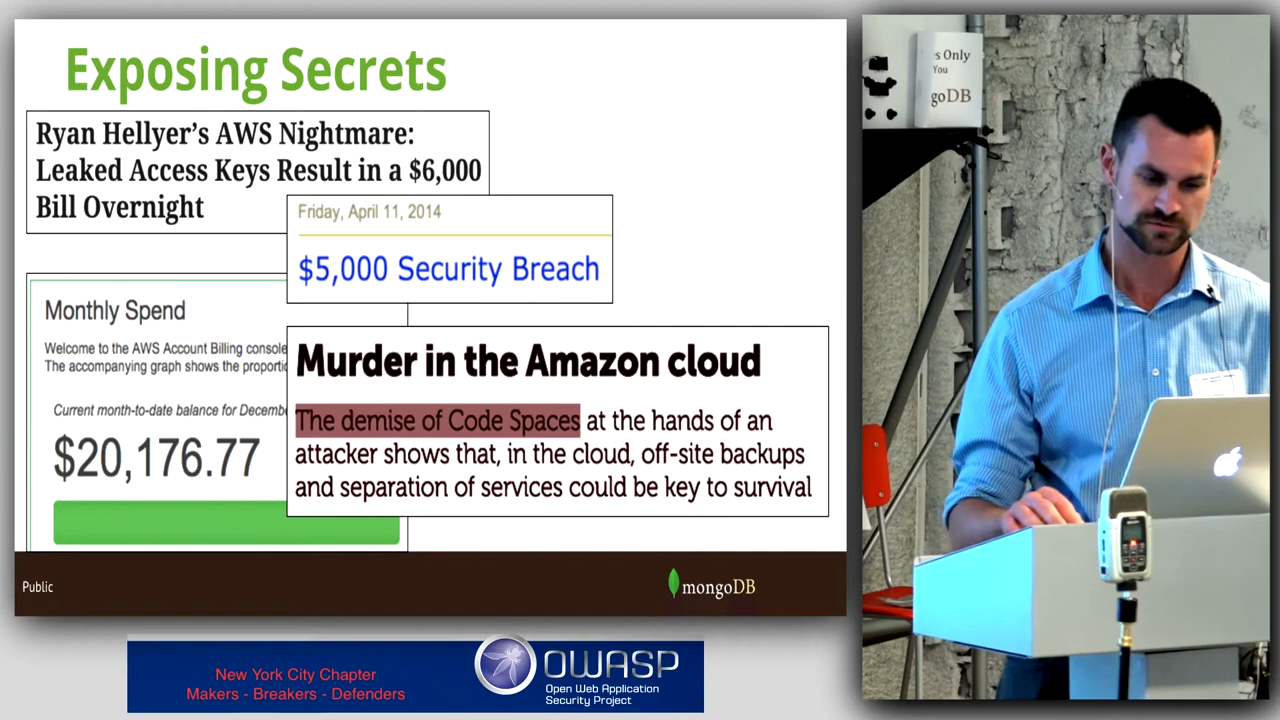 Exposing Secrets
Ryan Hellyer's AWS Nightmare:
Leaked Access Keys Result in a $6,000
Bill Overnight
Friday, April 11, 2014
$5,000 Security Breach
Monthly Spend
Welcome to the AWS Account Billing console
The accompanying graph shows the
Current month-to-date balance for
$20,176.77
Murder in the Amazon cloud
The demise of Code Spaces at the hands of an
attacker shows that, in the cloud, off-site backups
and separation of services could be key to survival
Public
mongoDB
New York City Chapter
Makers - Breakers - Defenders
OWASP
Open Web Application
Security Project
Only
You
goDB